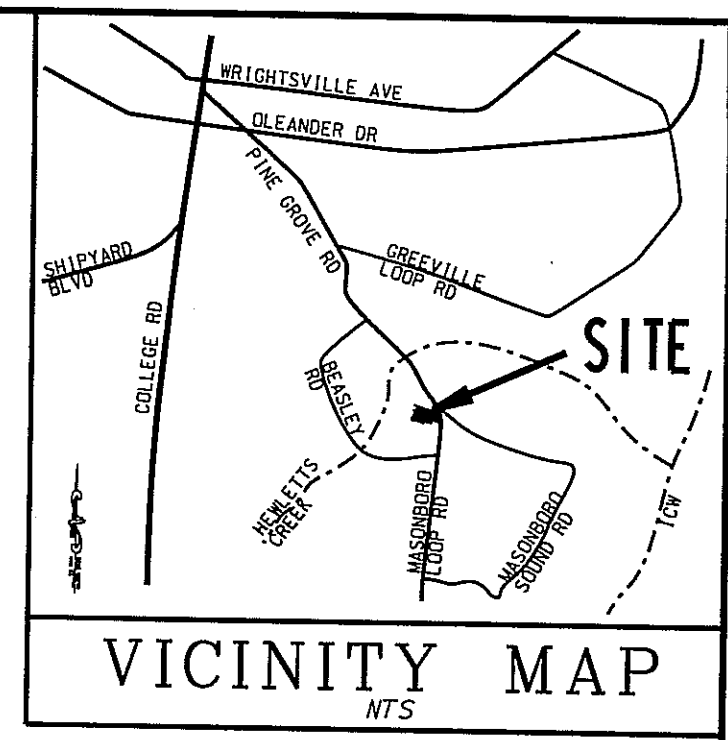 WRIGHTSVILLE AVE
OLEANDER DR
PINE GROVE RD
SHIPYARD
BLVD
GREEVILLE
LOOP RD
COLLEGE RD
SITE
BEASLEY
RD
HEWLETTS
CREEK
MASONBORO
LOOP RD
MASONBORO
SOUND RD
ICW
VICINITY MAP
NTS